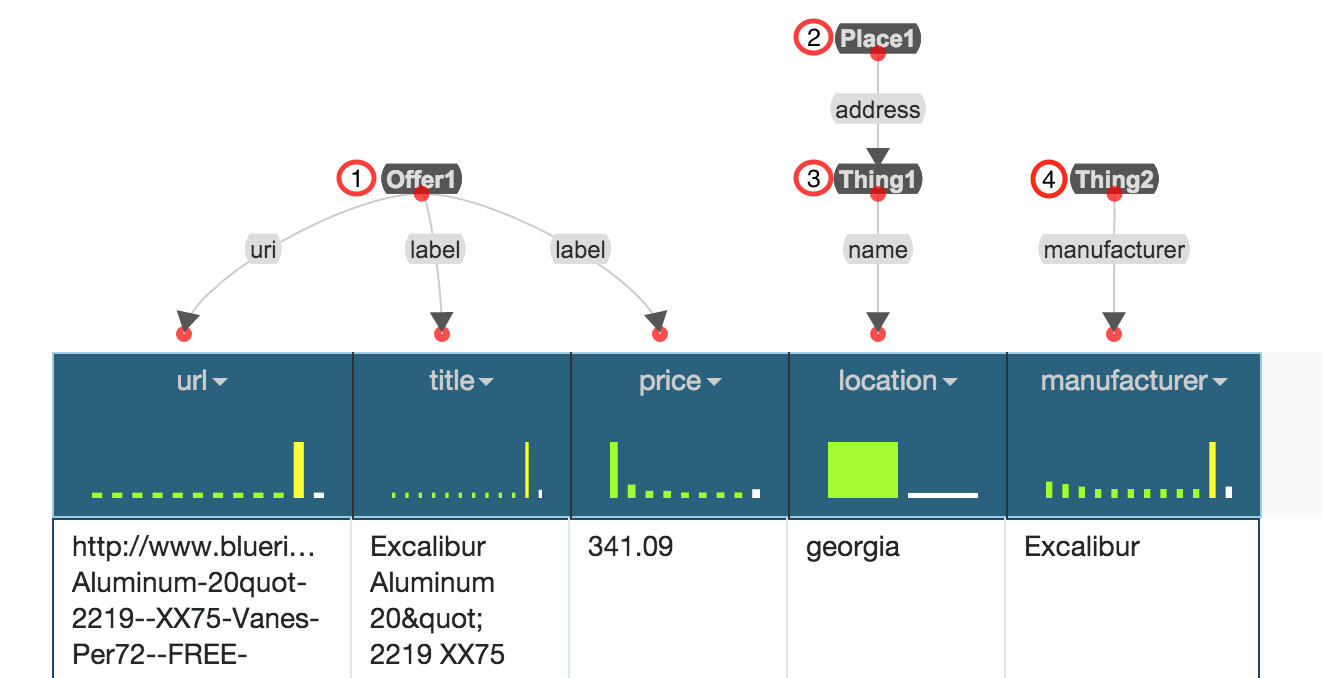 2 Place1
address
1 Offer1
3 Thing1
4 Thing2
uri
label
label
name
manufacturer
url
title
price
location
manufacturer
http://www.blueri…
Aluminum-20quot-
2219--XX75-Vanes-
Per72--FREE-
Excalibur
Aluminum
20&quot;
2219 XX75
341.09
georgia
Excalibur